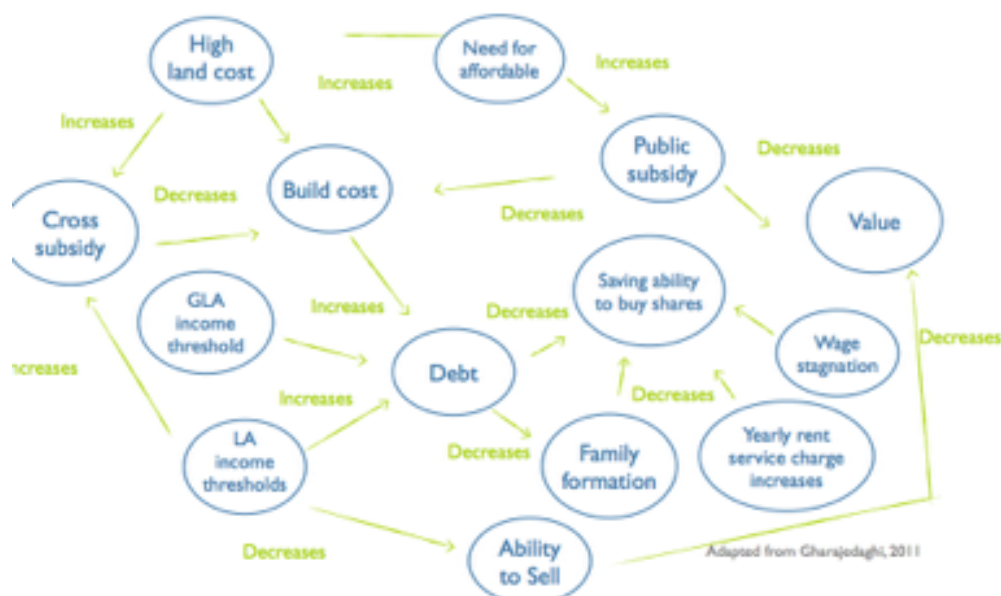 High
land cost
Need for
affordable
Increases
Increases
Increases
Public
subsidy
Decreases
Decreases
Build cost
Cross
subsidy
Decreases
Value
GLA
income
threshold
Increases
Saving ability
to buy shares
Decreases
Wage
stagnation
Decreases
Increases
Debt
Increases
Decreases
LA
income
thresholds
Decreases
Family
formation
Yearly rent
service charge
increases
Decreases
Ability
to Sell
Adapted from Gharajedaghi, 2011